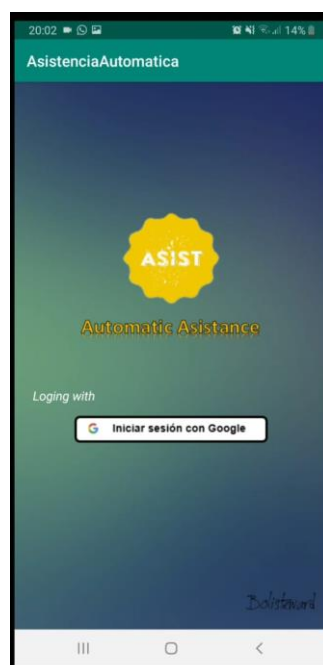 20:02
14%
AsistenciaAutomatica
ASIST
Automatic Asistance
Loging with
G Iniciar sesión con Google